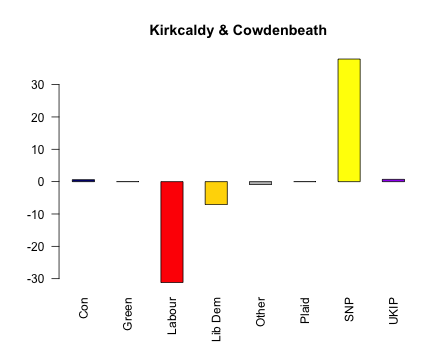 Kirkcaldy & Cowdenbeath
30
20
10
0
-10
-20
-30
Con
Green
Labour
Lib Dem
Other
Plaid
SNP
UKIP